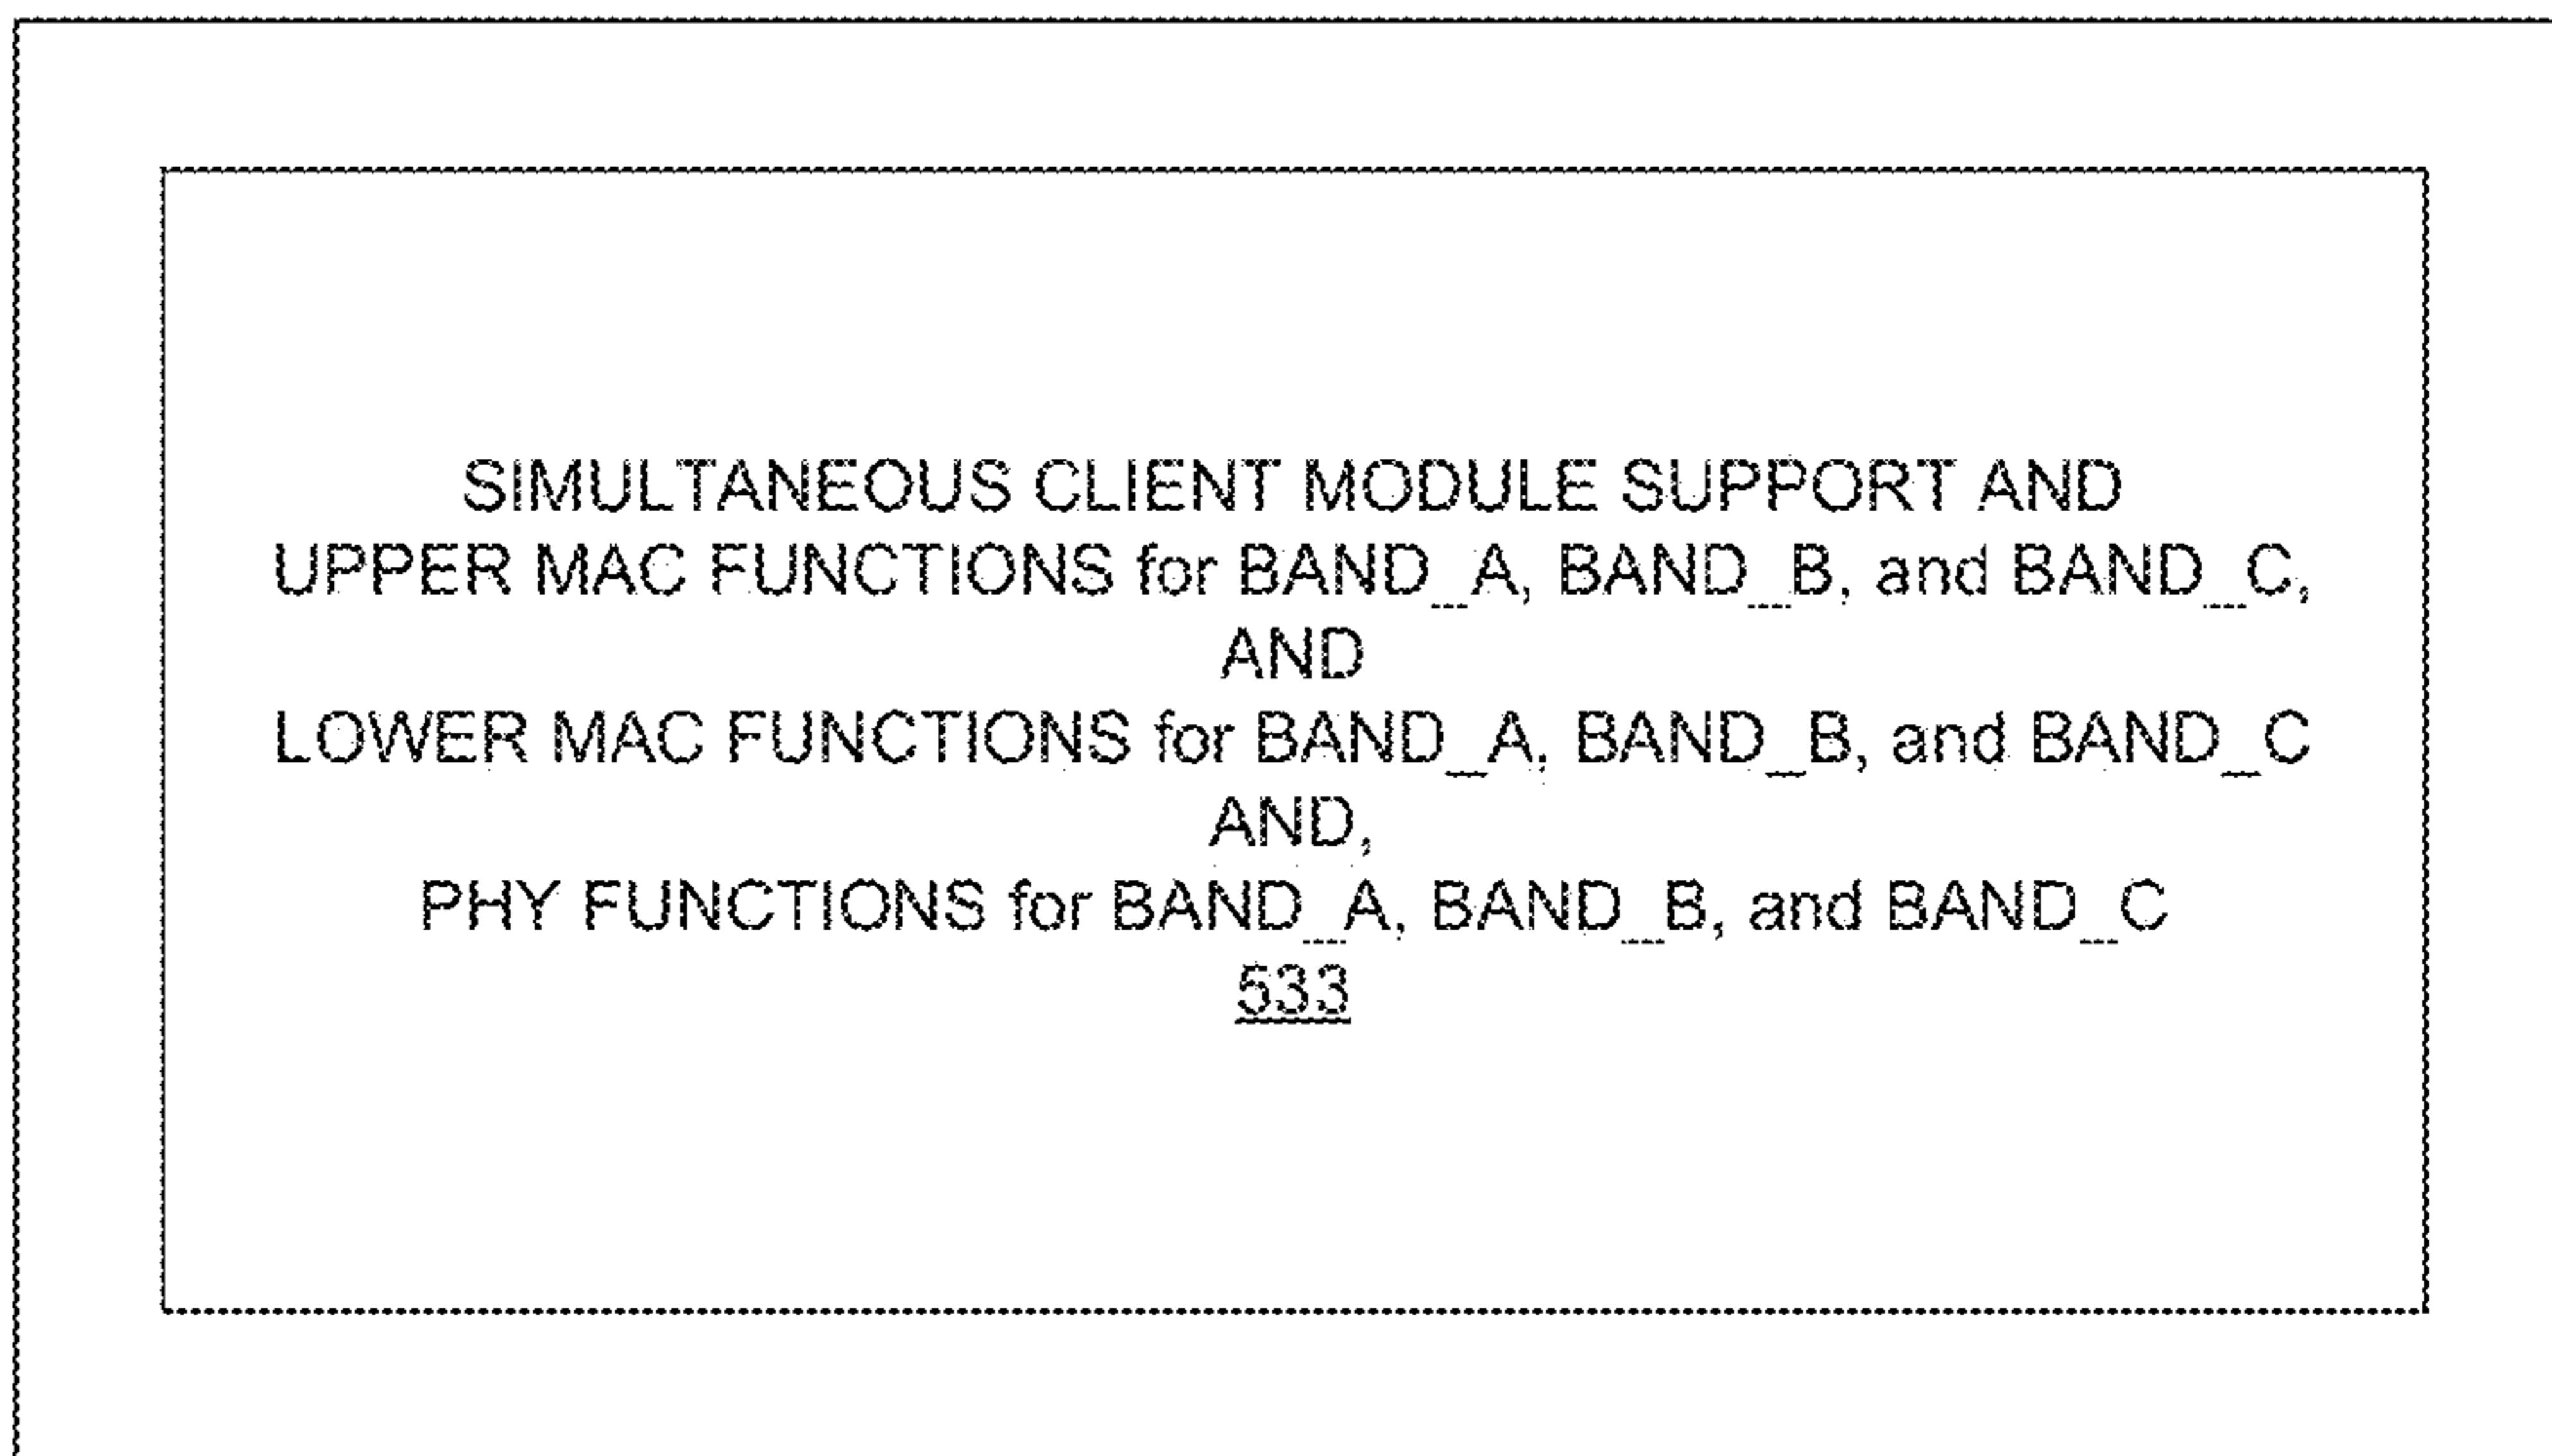 SIMULTANEOUS CLIENT MODULE SUPPORT AND
UPPER MAC FUNCTIONS for BAND_A, BAND_B, and BAND_C,
AND
LOWER MAC FUNCTIONS for BAND_A, BAND_B, and BAND_C
AND,
PHY FUNCTIONS for BAND_A, BAND_B, and BAND_C
533